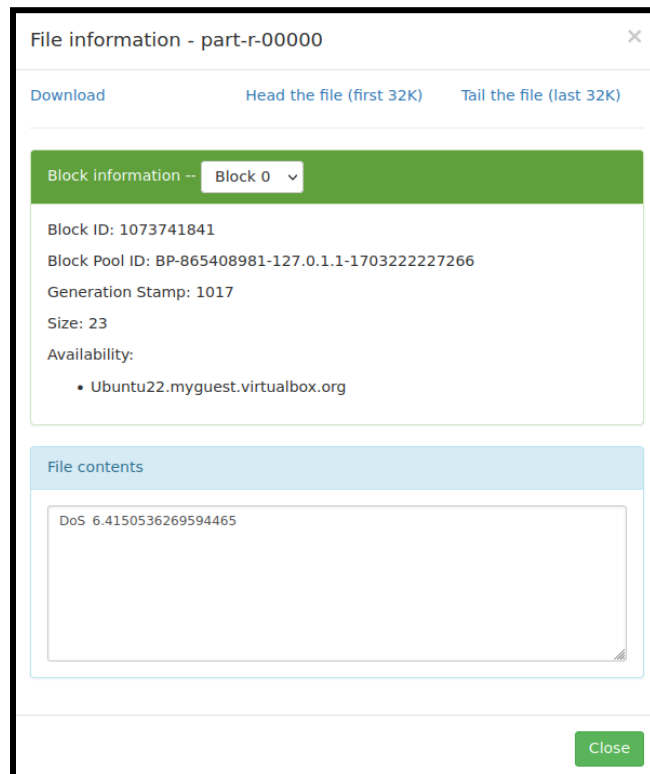 File information - part-r-00000
×
Download Head the file (first 32K) Tail the file (last 32K)
Block information -- Block 0
Block ID: 1073741841
Block Pool ID: BP-865408981-127.0.1.1-1703222227266
Generation Stamp: 1017
Size: 23
Availability:
• Ubuntu22.myguest.virtualbox.org
File contents
DoS 6.4150536269594465
Close